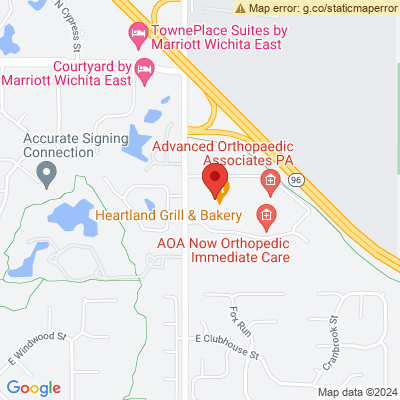 Map error: g.co/staticmaperror
N Cypress St
TownePlace Suites by
Marriott Wichita East
Courtyard by
Marriott Wichita East
Accurate Signing
Connection
Advanced Orthopaedic
Associates PA
96
Heartland Grill & Bakery
AOA Now Orthopedic
Immediate Care
E Windwood St
Fox Run
E Clubhouse St
Cranbrook St
Google
Map data ©2024